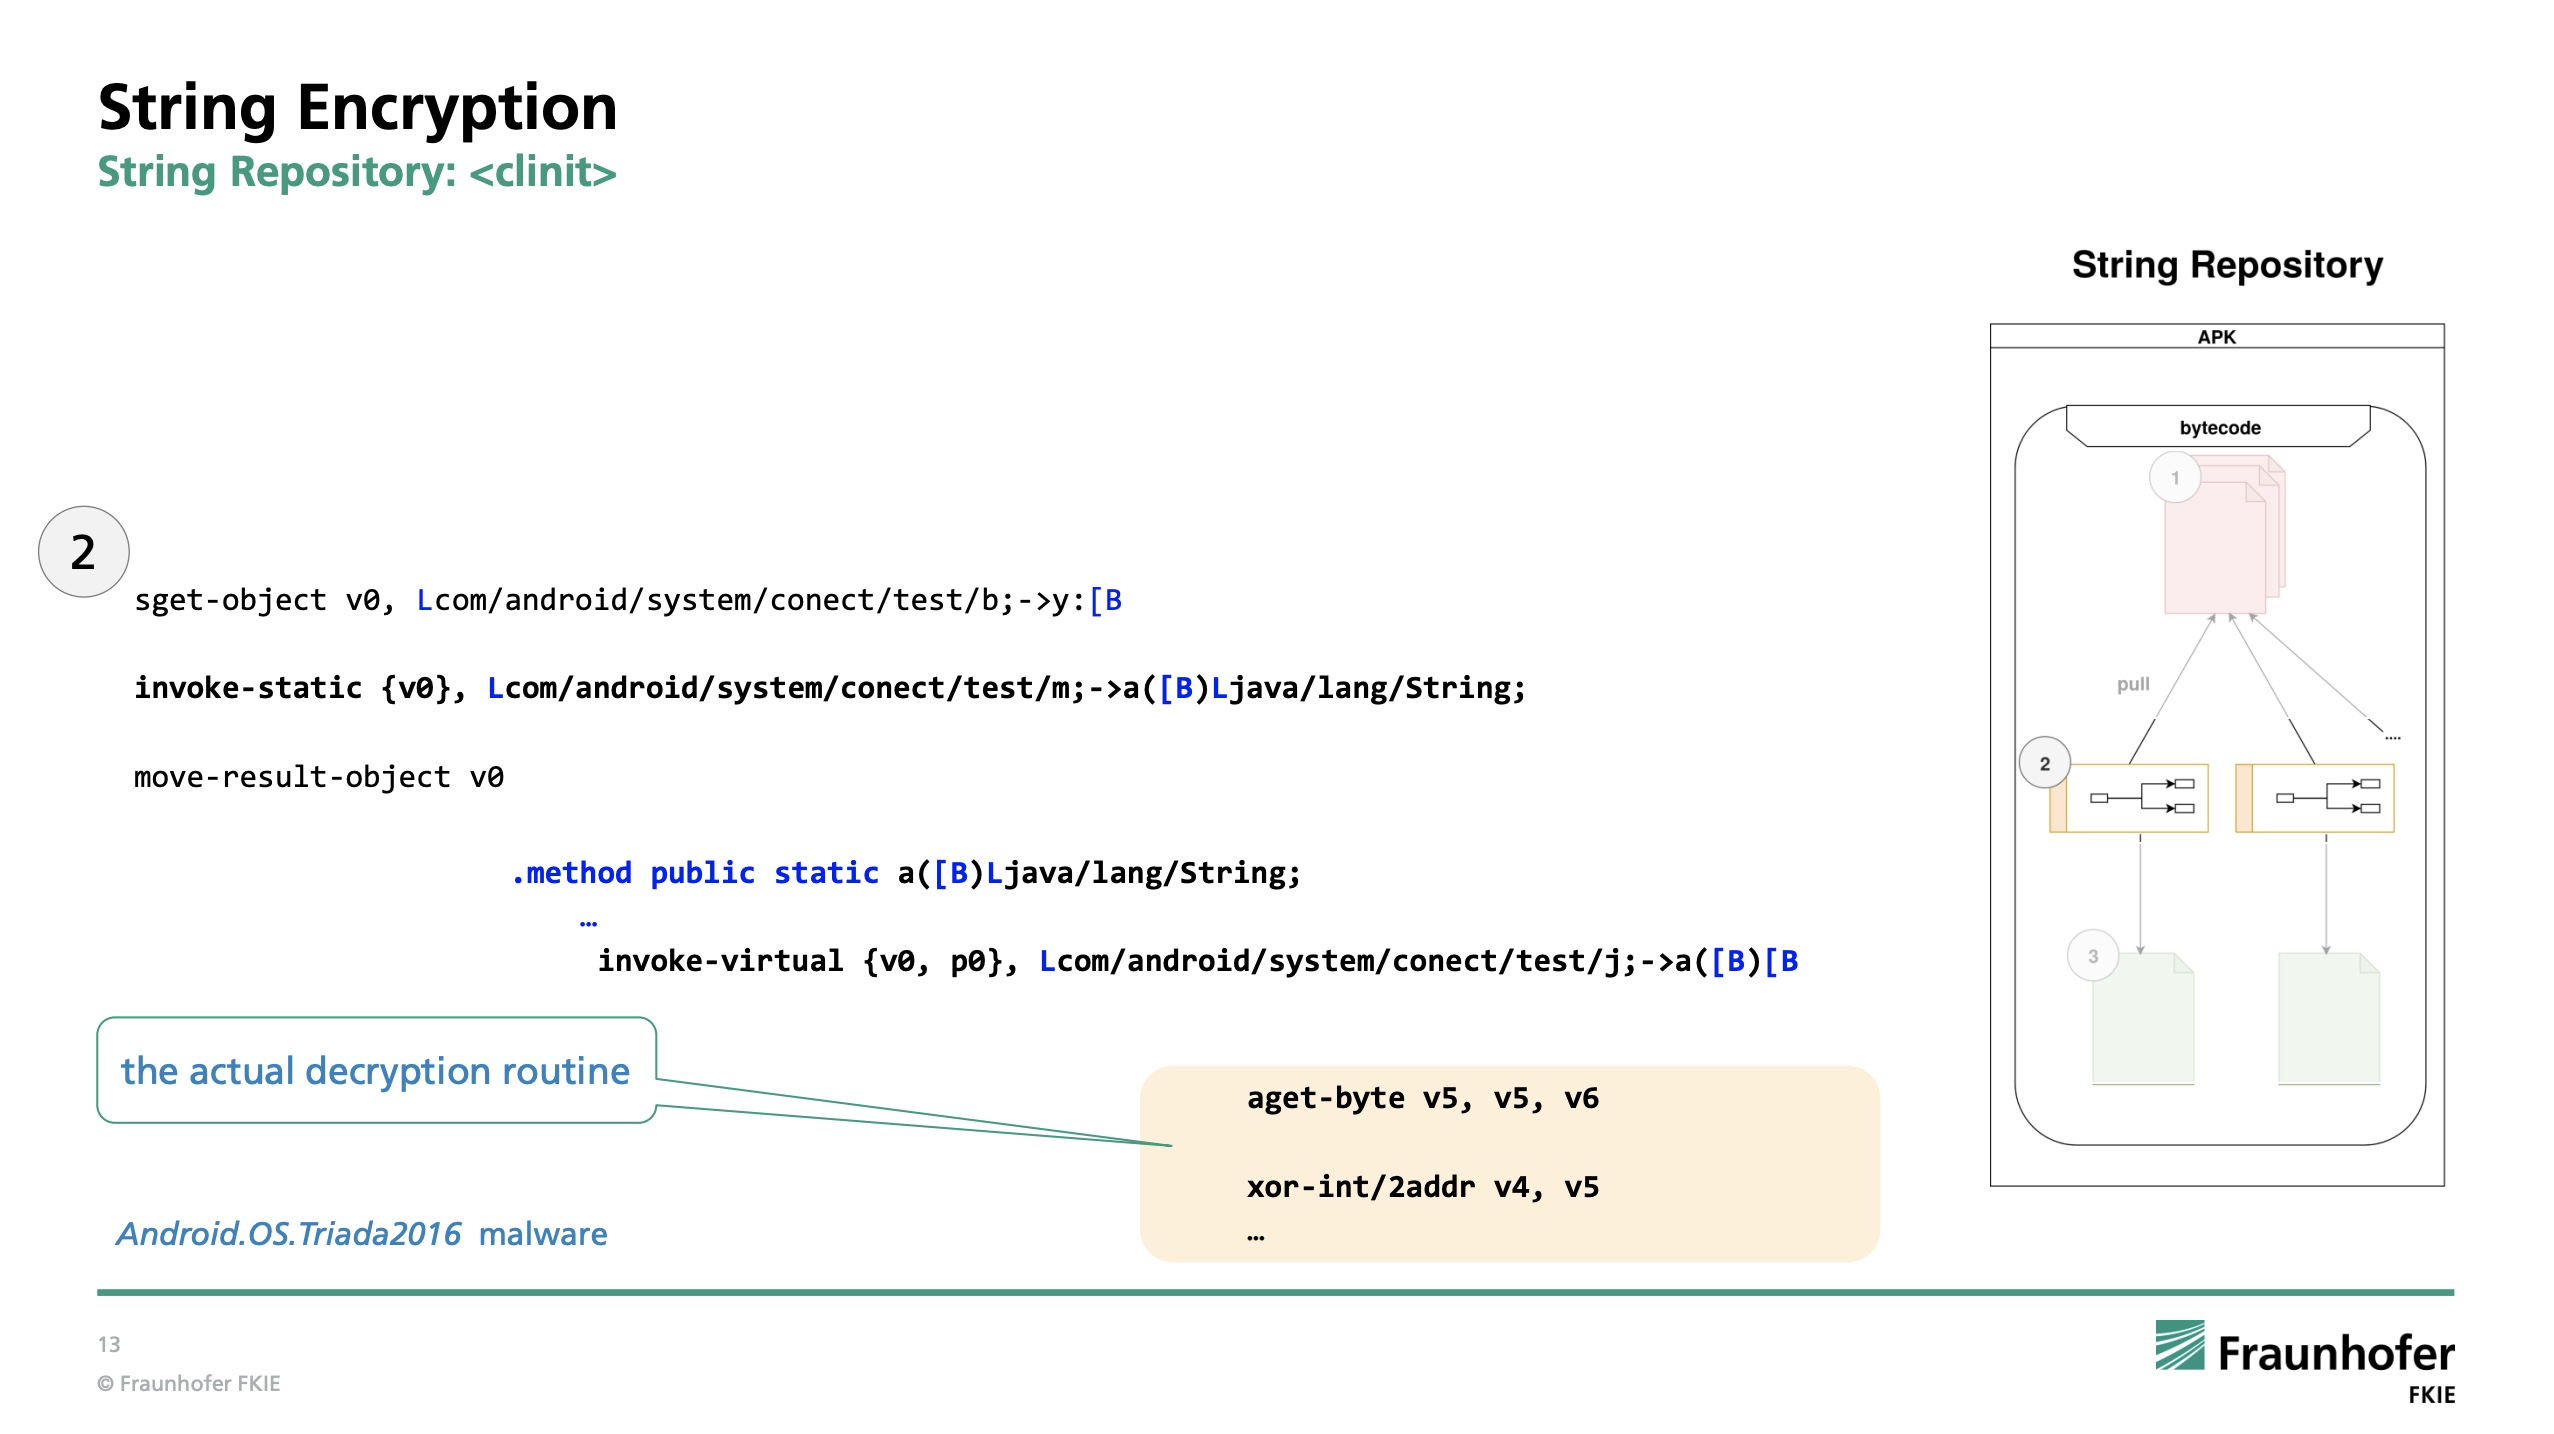 String Encryption
String Repository: <clinit>
String Repository
APK
bytecode
1
pull
....
2
3
2
sget-object v0, Lcom/android/system/conect/test/b;->y:[B
invoke-static {v0}, Lcom/android/system/conect/test/m;->a([B)Ljava/lang/String;
move-result-object v0
.method public static a([B)Ljava/lang/String;
…
invoke-virtual {v0, p0}, Lcom/android/system/conect/test/j;->a([B)[B
the actual decryption routine
aget-byte v5, v5, v6
xor-int/2addr v4, v5
…
Android.OS.Triada2016 malware
13
© Fraunhofer FKIE
Fraunhofer
FKIE